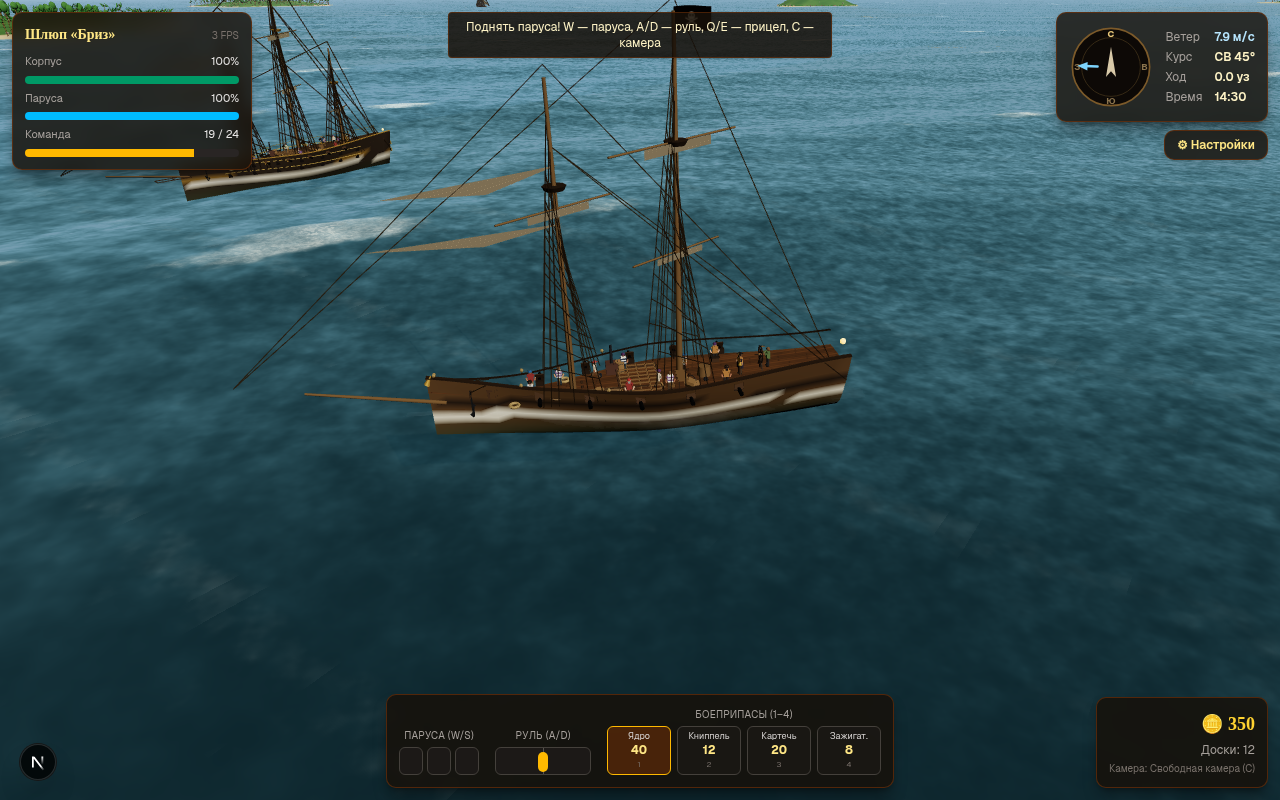 Шлюп «Бриз»
3 FPS
Корпус
100%
Паруса
100%
Команда
19 / 24
Поднять паруса! W — паруса, A/D — руль, Q/E — прицел, C —
камера
С
З
В
Ю
Ветер
7.9 м/с
Курс
СВ 45°
Ход
0.0 уз
Время
14:30
⚙ Настройки
ПАРУСА (W/S)
РУЛЬ (A/D)
БОЕПРИПАСЫ (1–4)
Ядро
40
1
Книппель
12
2
Картечь
20
3
Зажигат.
8
4
N
350
Доски: 12
Камера: Свободная камера (C)